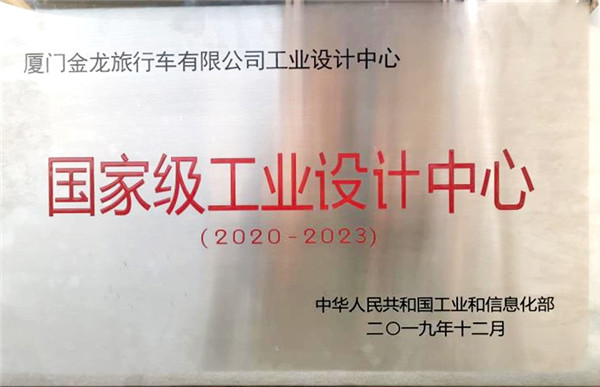 厦门金龙旅行车有限公司工业设计中心
国家级工业设计中心
(2020-2023)
中华人民共和国工业和信息化部
二〇一九年十二月